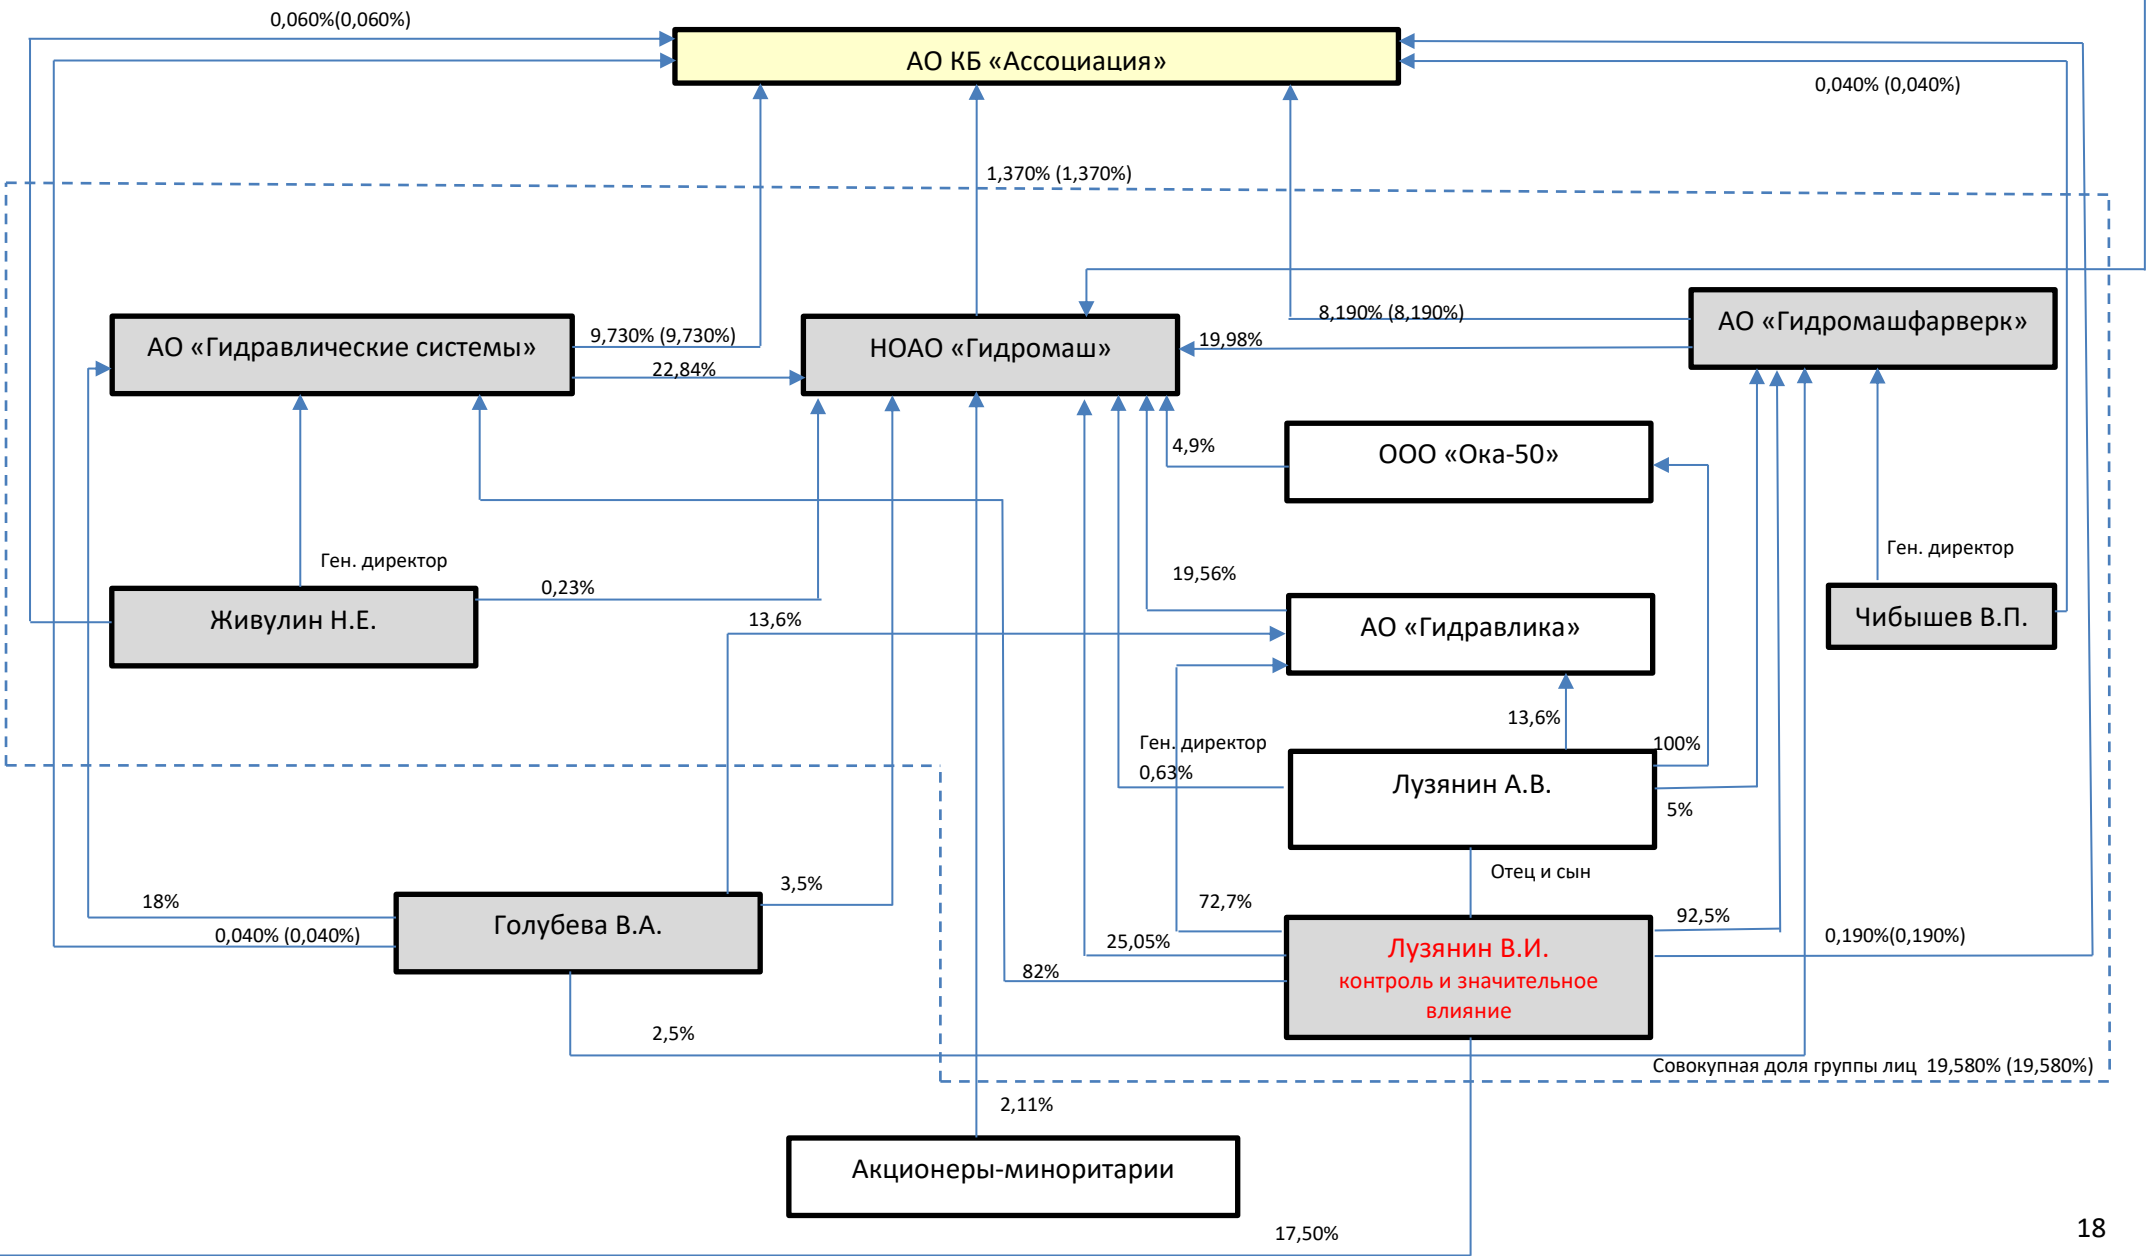 0,060%(0,060%)
АО КБ «Ассоциация»
0,040% (0,040%)
1,370% (1,370%)
АО «Гидравлические системы»
9,730% (9,730%)
22,84%
НОАО «Гидромаш»
19,98%
8,190% (8,190%)
АО «Гидромашфарверк»
4,9%
ООО «Ока-50»
Ген. директор
Ген. директор
Живулин Н.Е.
0,23%
13,6%
19,56%
АО «Гидравлика»
Чибышев В.П.
13,6%
Ген. директор
0,63%
Лузянин А.В.
100%
5%
Отец и сын
18%
0,040% (0,040%)
Голубева В.А.
3,5%
72,7%
25,05%
82%
Лузянин В.И.
контроль и значительное
влияние
92,5%
0,190%(0,190%)
2,5%
Совокупная доля группы лиц 19,580% (19,580%)
2,11%
Акционеры-миноритарии
17,50%
18